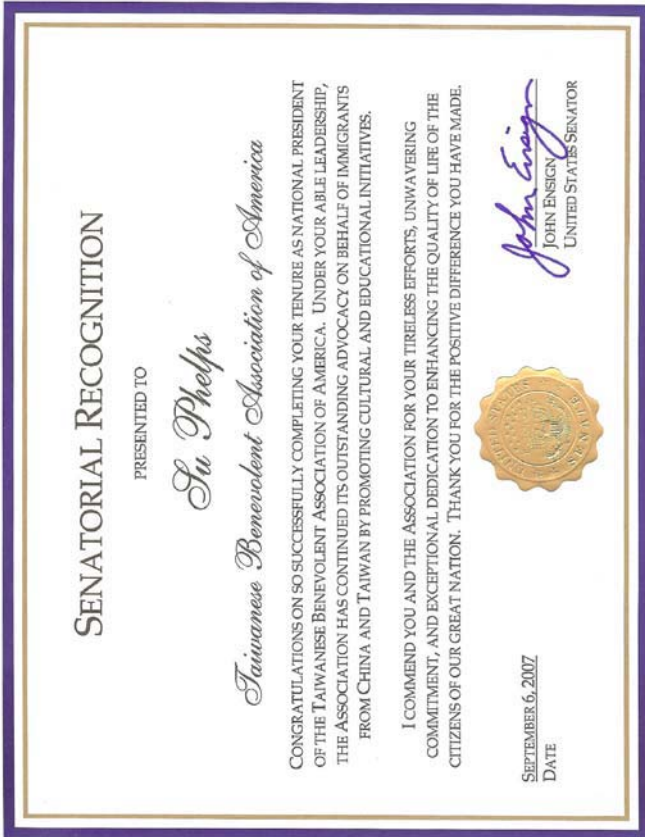 SENATORIAL RECOGNITION
PRESENTED TO
Su Phelps
Taiwanese Benevolent Association of America
CONGRATULATIONS ON SO SUCCESSFULLY COMPLETING YOUR TENURE AS NATIONAL PRESIDENT
OF THE TAIWANESE BENEVOLENT ASSOCIATION OF AMERICA. UNDER YOUR ABLE LEADERSHIP,
THE ASSOCIATION HAS CONTINUED ITS OUTSTANDING ADVOCACY ON BEHALF OF IMMIGRANTS
FROM CHINA AND TAIWAN BY PROMOTING CULTURAL AND EDUCATIONAL INITIATIVES.
I COMMEND YOU AND THE ASSOCIATION FOR YOUR TIRELESS EFFORTS, UNWAVERING
COMMITMENT, AND EXCEPTIONAL DEDICATION TO ENHANCING THE QUALITY OF LIFE OF THE
CITIZENS OF OUR GREAT NATION. THANK YOU FOR THE POSITIVE DIFFERENCE YOU HAVE MADE.
SEPTEMBER 6, 2007
DATE
UNITED STATES SENATE
John Ensign
JOHN ENSIGN
UNITED STATES SENATOR